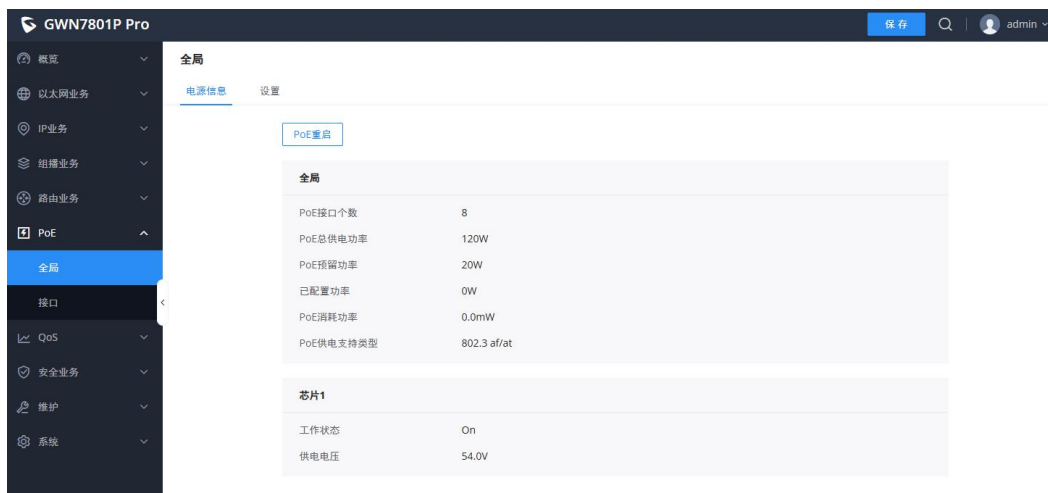 GWN7801P Pro
保存
admin
概览
以太网业务
IP业务
组播业务
路由业务
PoE
全局
接口
QoS
安全业务
维护
系统
全局
电源信息 设置
PoE重启
全局
PoE接口个数 8
PoE总供电功率 120W
PoE预留功率 20W
已配置功率 0W
PoE消耗功率 0.0mW
PoE供电支持类型 802.3 af/at
芯片1
工作状态 On
供电电压 54.0V